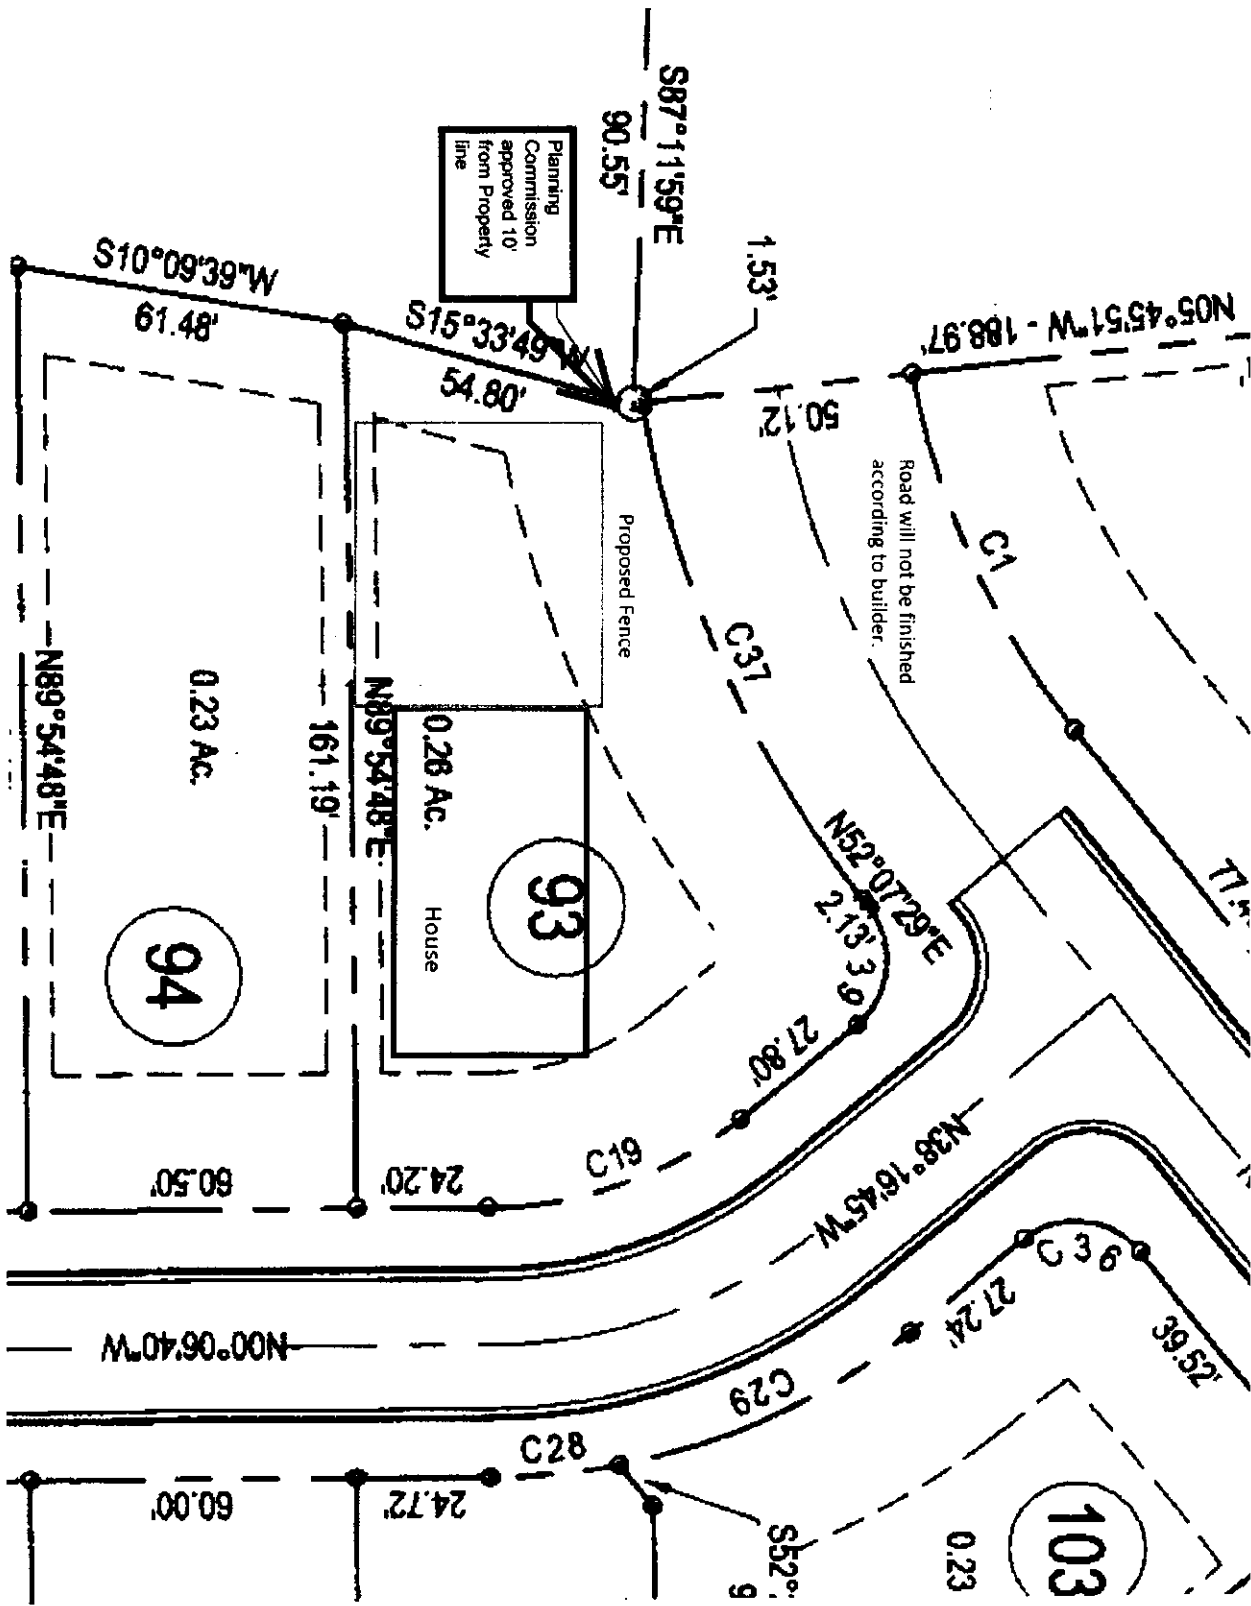 S87°11'59"E
90.55'
Planning
Commission
approved 10'
from Property
line
1.53'
N05°45'51"W - 188.97'
S10°09'39"W
61.48'
S15°33'49"W
54.80'
50.12'
Road will not be finished
according to builder.
C1
Proposed Fence
C37
N89°54'48"E
0.23 Ac.
161.19'
N89°54'48"E
0.26 Ac.
House
93
94
N52°07'29"E
2.13'
39
27.80'
60.50'
24.20'
C19
N38°16'45"W
N00°06'40"W
C39
27.24'
39.52'
C29
C28
60.00'
24.72'
S52°
103
0.23